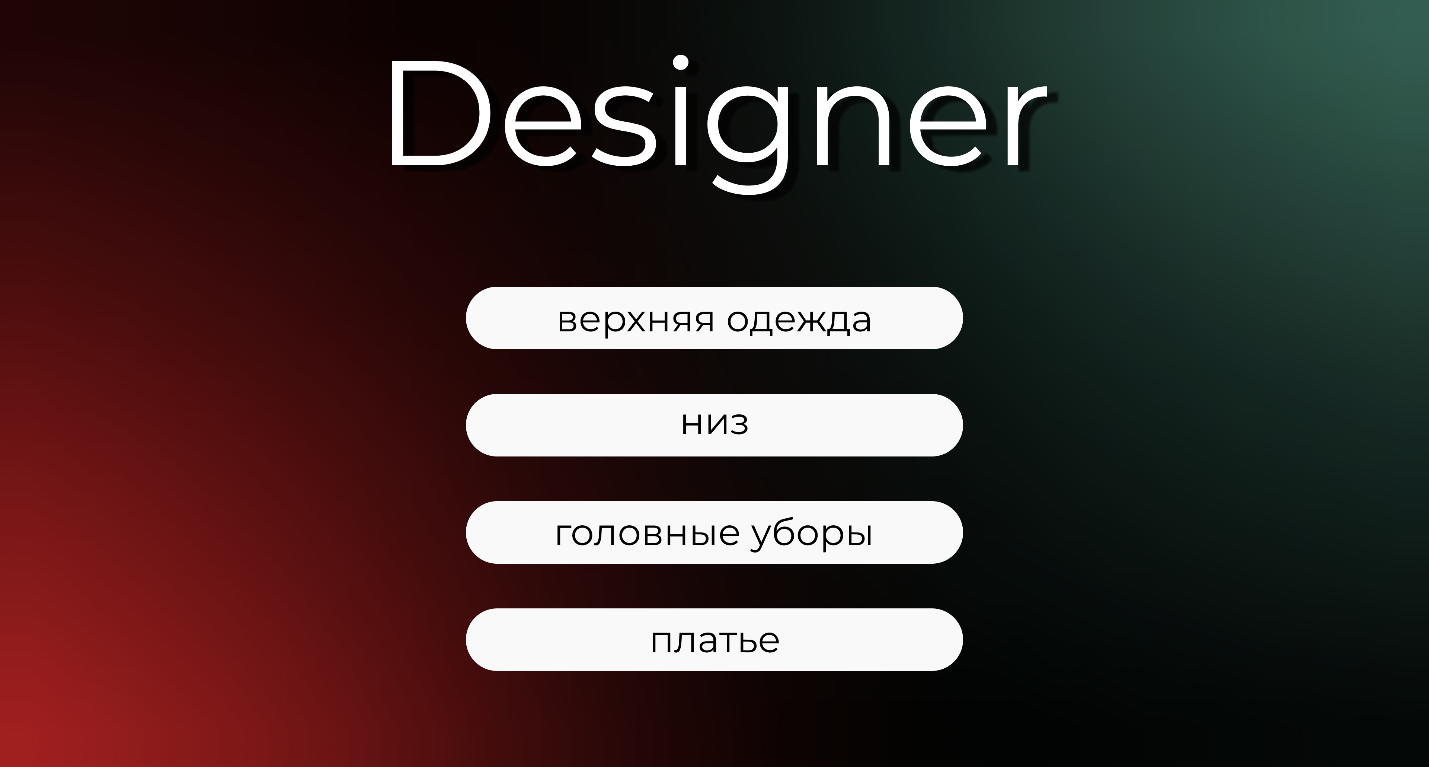 Designer
верхняя одежда
низ
головные уборы
платье